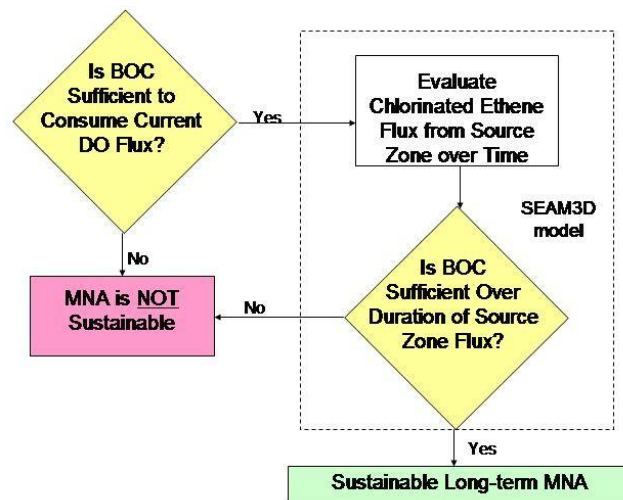 Is BOC
Sufficient to
Consume Current
DO Flux?
Yes
Evaluate
Chlorinated Ethene
Flux from Source
Zone over Time
SEAM3D
model
No
MNA is NOT
Sustainable
No
Is BOC
Sufficient Over
Duration of Source
Zone Flux?
Yes
Sustainable Long-term MNA